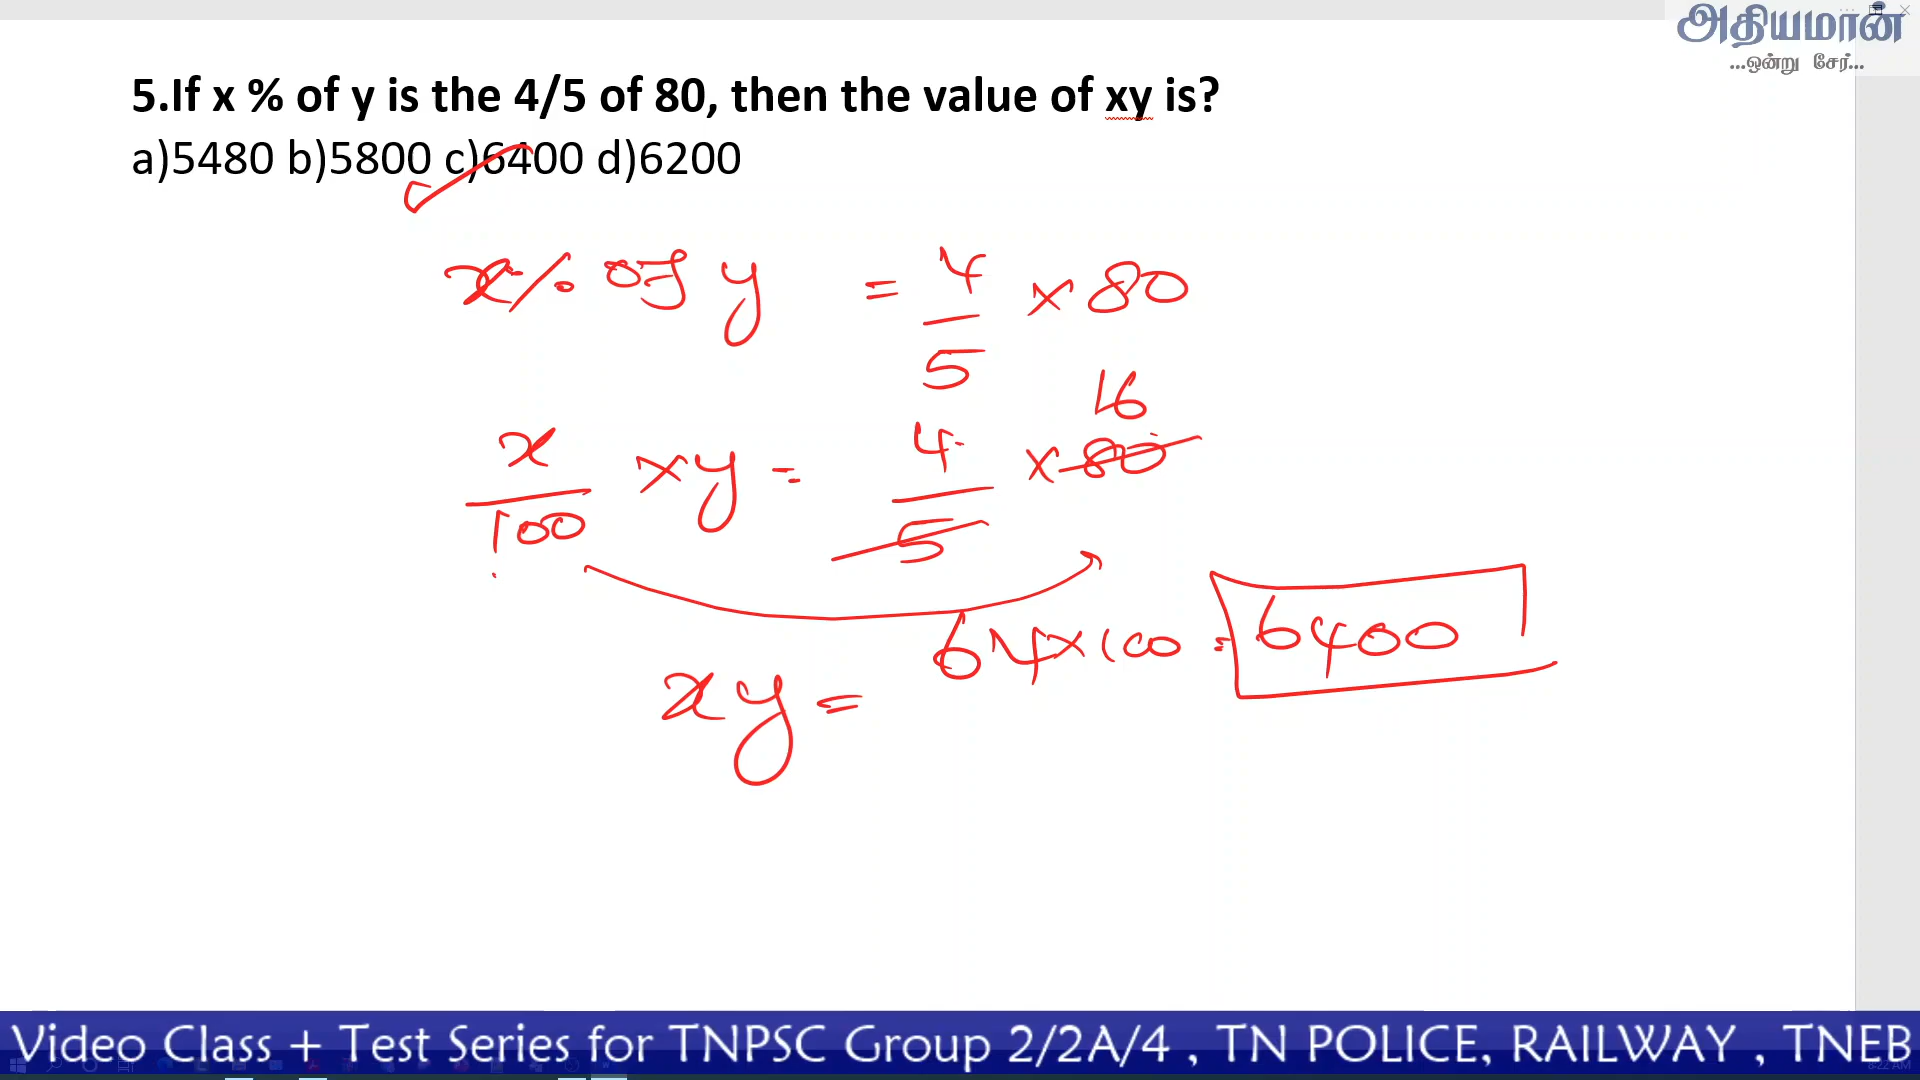 அதியமான்
...ஒன்று சேர்...
5.If x % of y is the 4/5 of 80, then the value of xy is?
a)5480 b)5800 c)6400 d)6200
x% of y = 4/5 × 80
16
x/100 × y = 4/5 × 80
64×100 = 6400
xy =
Video Class + Test Series for TNPSC Group 2/2A/4 , TN POLICE, RAILWAY , TNEB